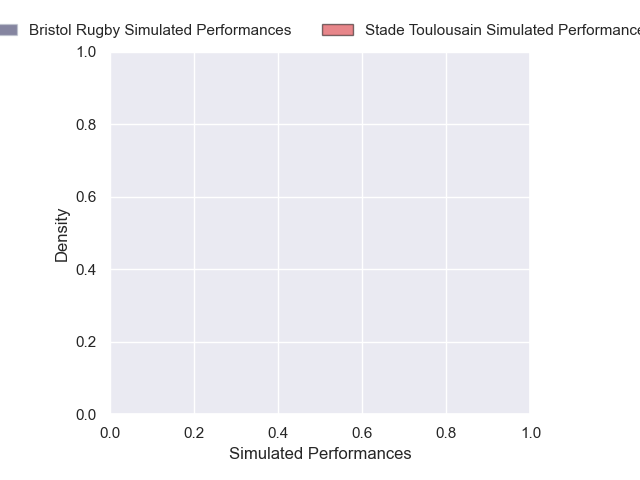 Bristol Rugby Simulated Performances Stade Toulousain Simulated Performance
1.0
0.8
0.6
0.4
0.2
0.0
Density
0.0 0.2 0.4 0.6 0.8 1.0
Simulated Performances